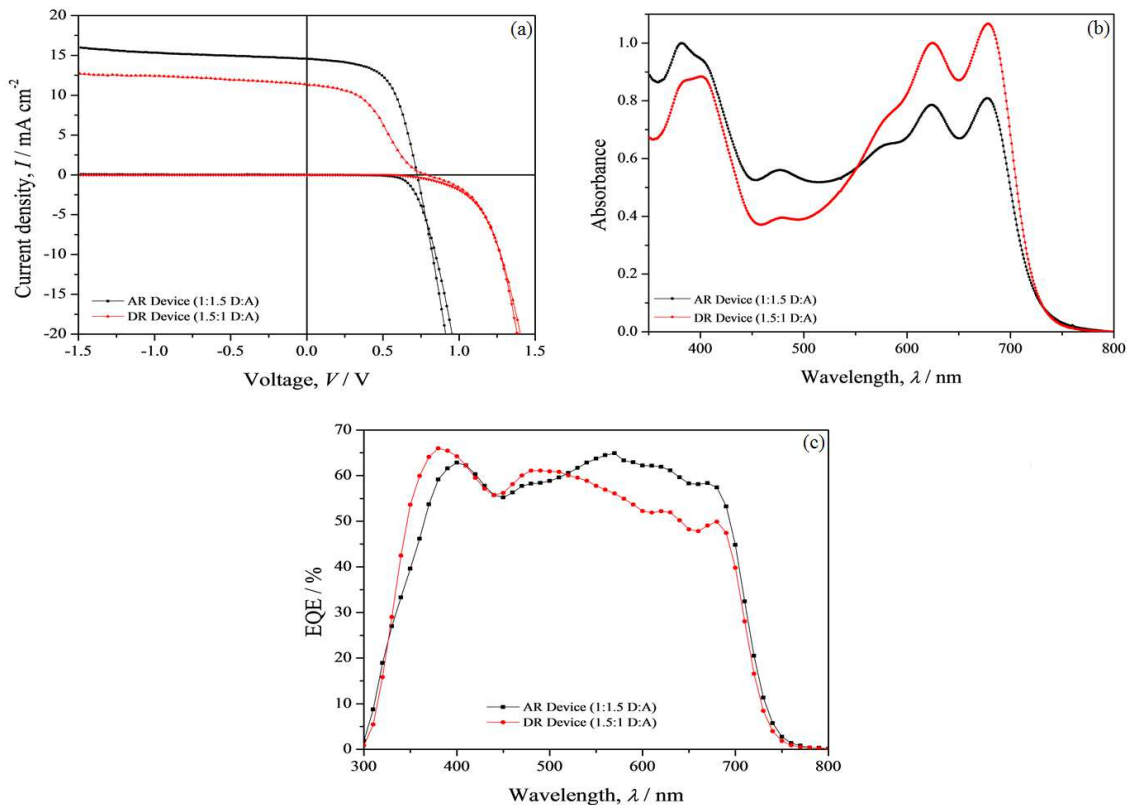 (a)
20
15
10
5
0
-5
-10
-15
-20
Current density, I / mA cm-2
AR Device (1:1.5 D:A)
DR Device (1.5:1 D:A)
-1.5 -1.0 -0.5 0.0 0.5 1.0 1.5
Voltage, V / V
(b)
1.0
0.8
0.6
0.4
0.2
0.0
Absorbance
AR Device (1:1.5 D:A)
DR Device (1.5:1 D:A)
400 500 600 700 800
Wavelength, λ / nm
(c)
70
60
50
40
30
20
10
0
EQE / %
AR Device (1:1.5 D:A)
DR Device (1.5:1 D:A)
300 400 500 600 700 800
Wavelength, λ / nm